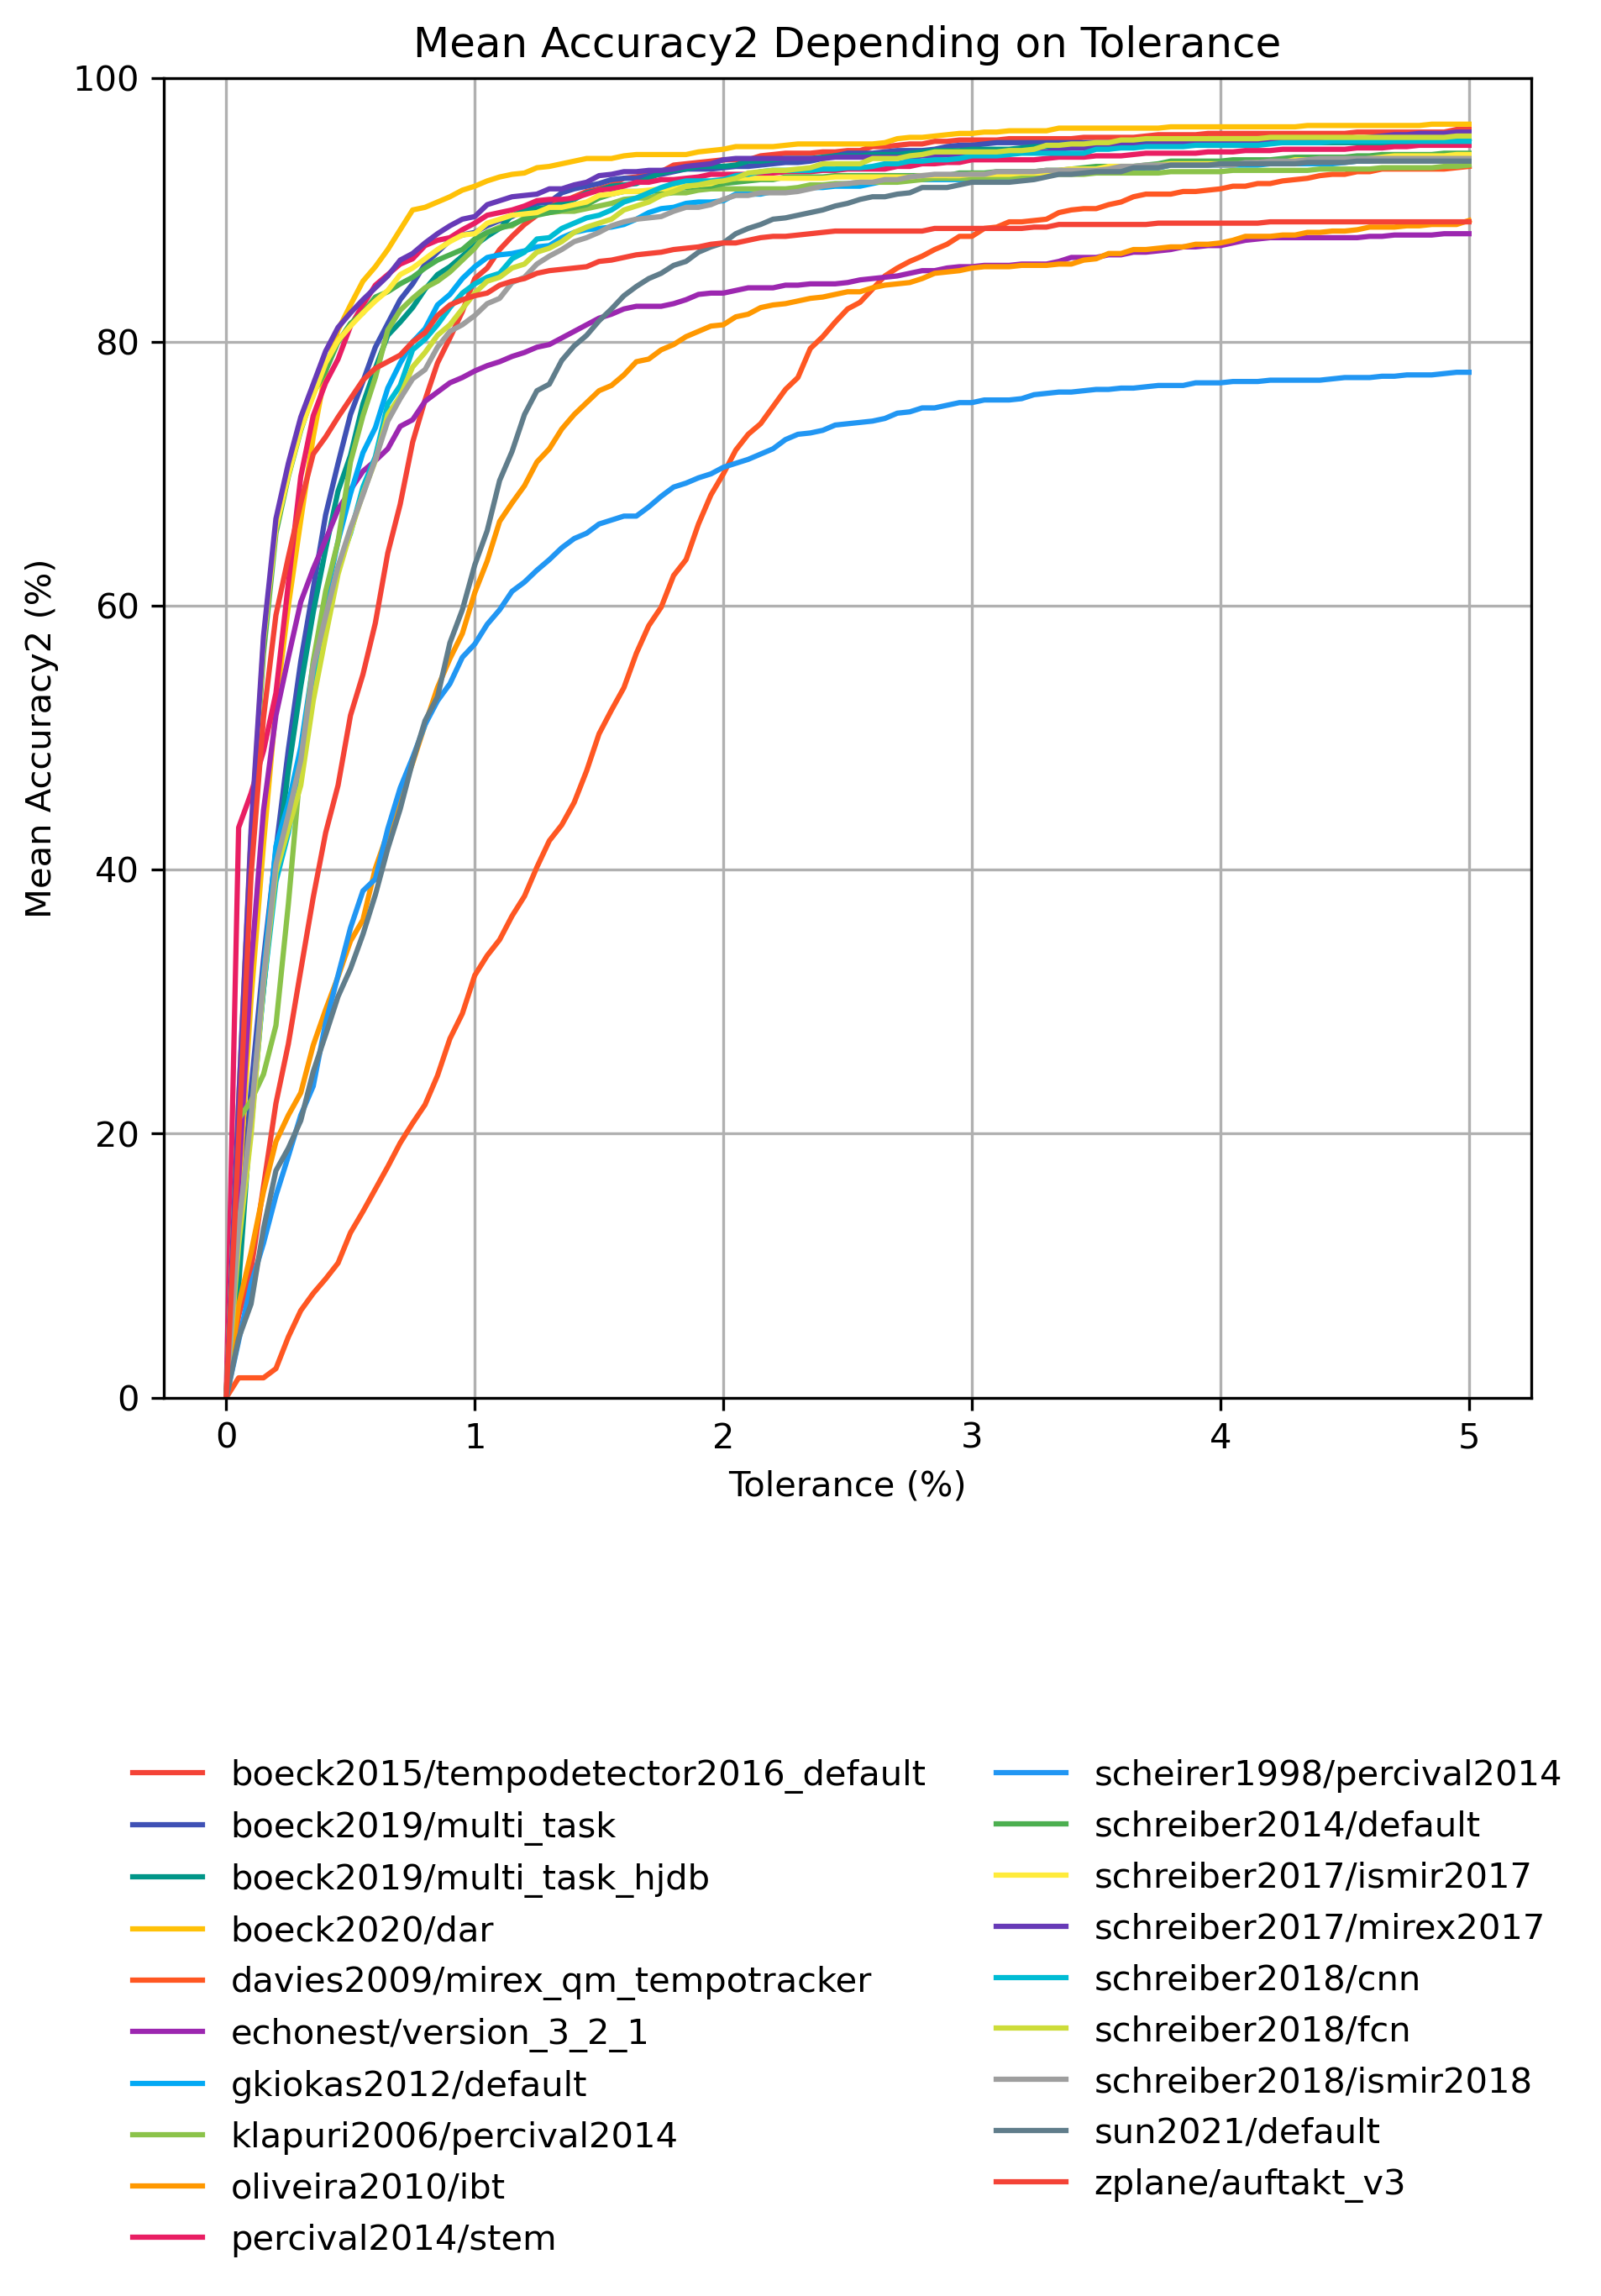 Mean Accuracy2 Depending on Tolerance
100
80
60
40
20
0
Mean Accuracy2 (%)
0 1 2 3 4 5
Tolerance (%)
boeck2015/tempodetector2016_default
boeck2019/multi_task
boeck2019/multi_task_hjdb
boeck2020/dar
davies2009/mirex_qm_tempotracker
echonest/version_3_2_1
gkiokas2012/default
klapuri2006/percival2014
oliveira2010/ibt
percival2014/stem
scheirer1998/percival2014
schreiber2014/default
schreiber2017/ismir2017
schreiber2017/mirex2017
schreiber2018/cnn
schreiber2018/fcn
schreiber2018/ismir2018
sun2021/default
zplane/auftakt_v3